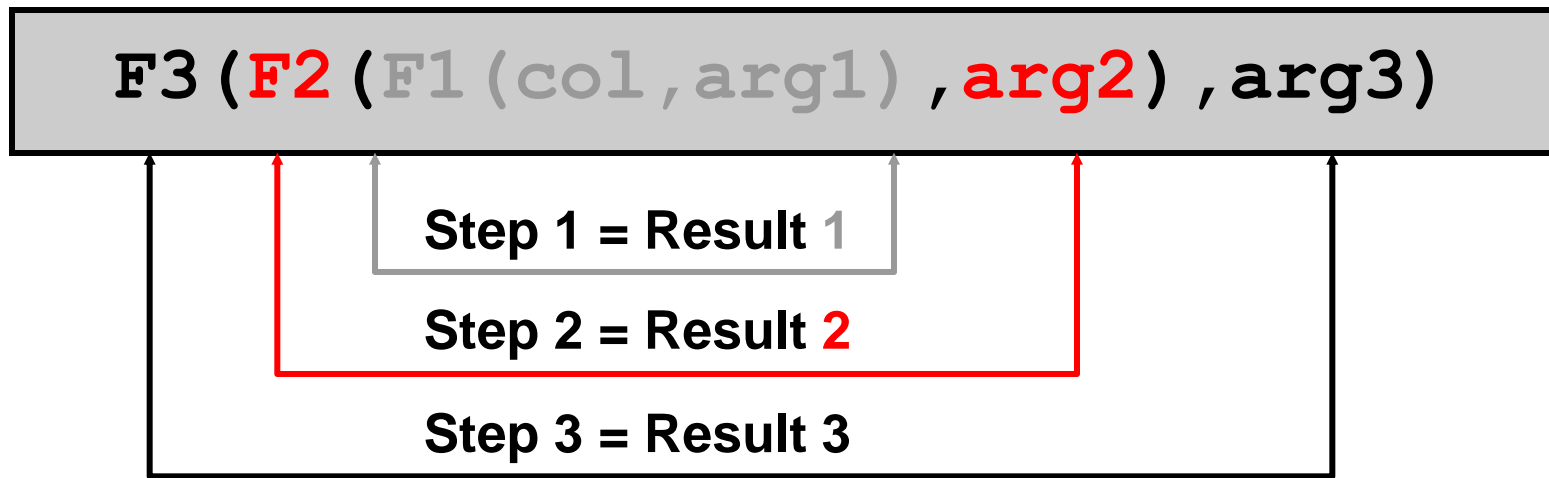 F3(F2(F1(col,arg1),arg2),arg3)
Step 1 = Result 1
Step 2 = Result 2
Step 3 = Result 3